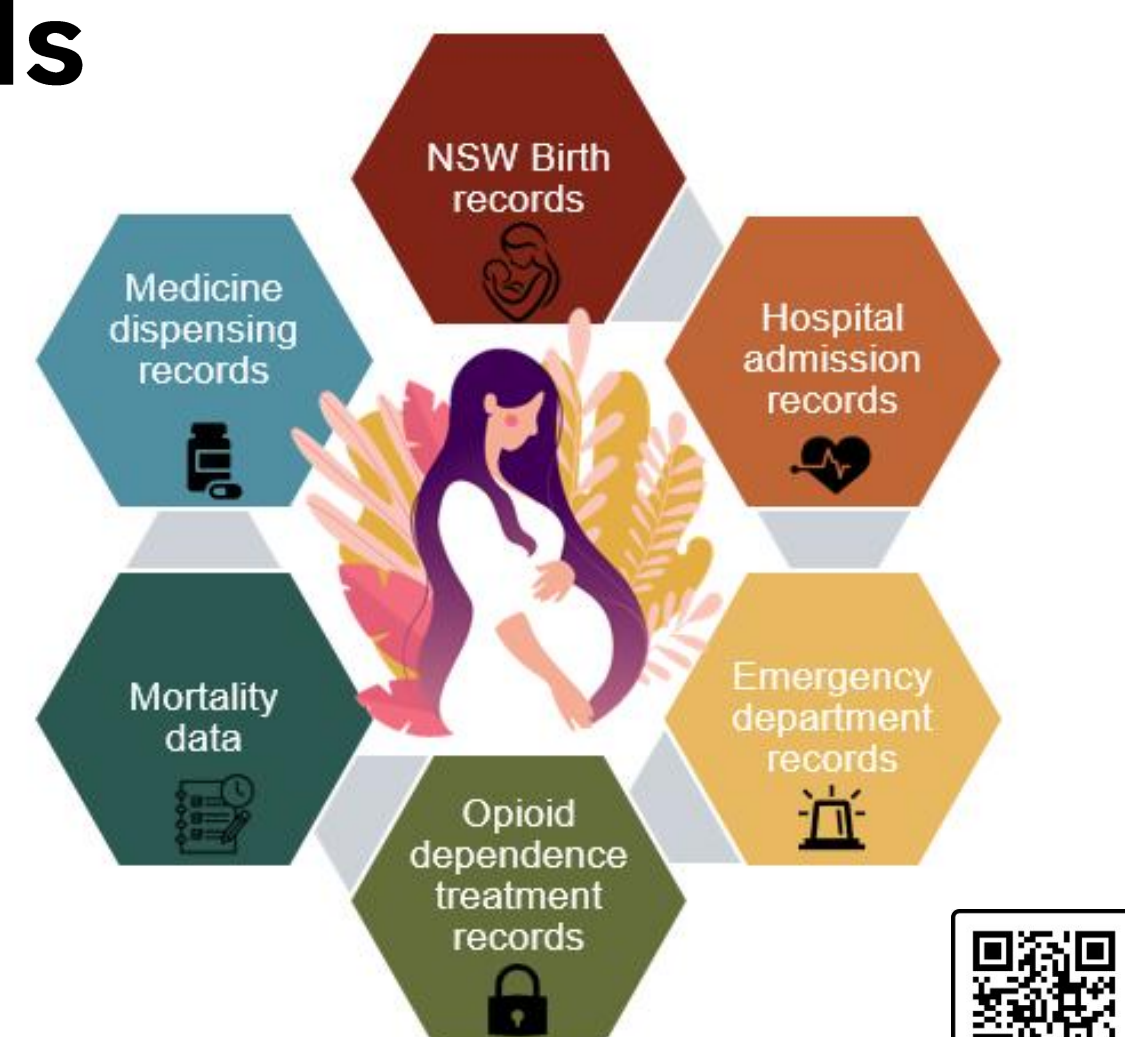 ls
NSW Birth
records
Medicine
dispensing
records
Hospital
admission
records
Mortality
data
Emergency
department
records
Opioid
dependence
treatment
records